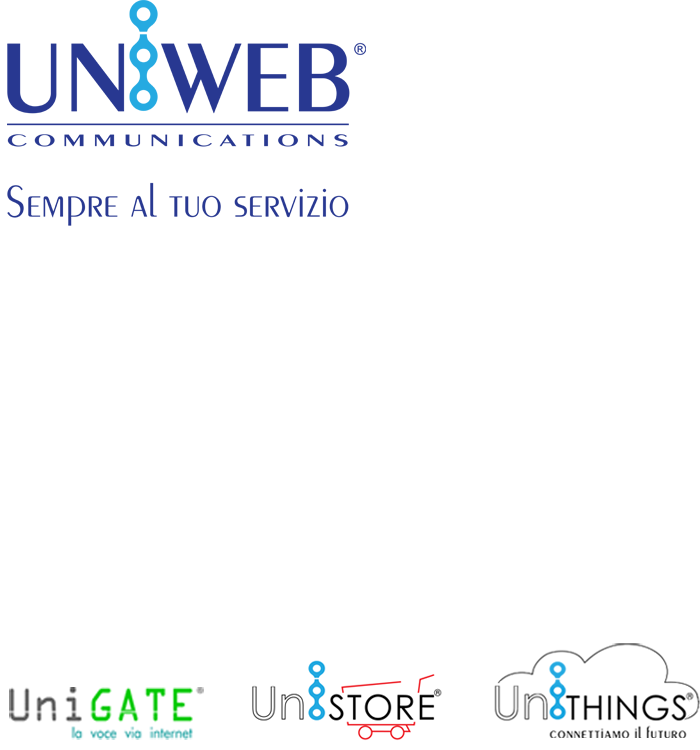 UNIWEB®
COMMUNICATIONS
SEMPRE AL TUO SERVIZIO
UniGATE®
la voce via internet
UniSTORE®
UniTHINGS®
CONNETTIAMO il FUTURO